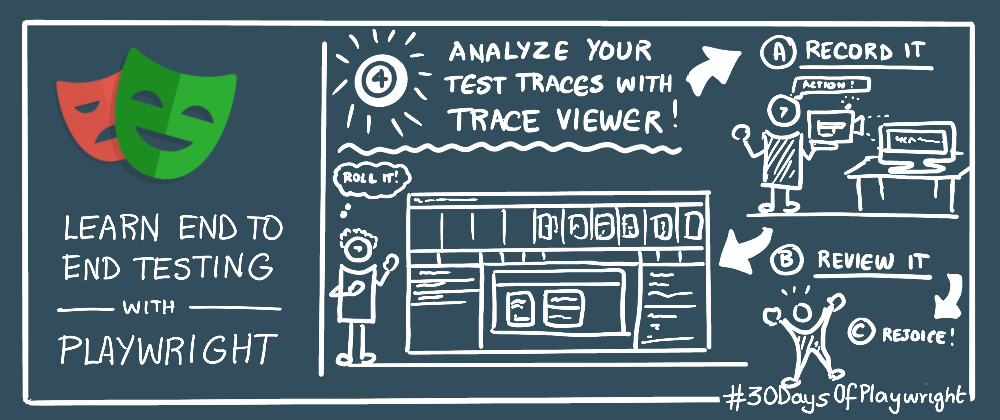 LEARN END TO
END TESTING
WITH
PLAYWRIGHT
4
ANALYZE YOUR
TEST TRACES WITH
TRACE VIEWER!
ROLL IT!
A RECORD IT
ACTION!
B REVIEW IT
C REJOICE!
#30DaysOfPlaywright